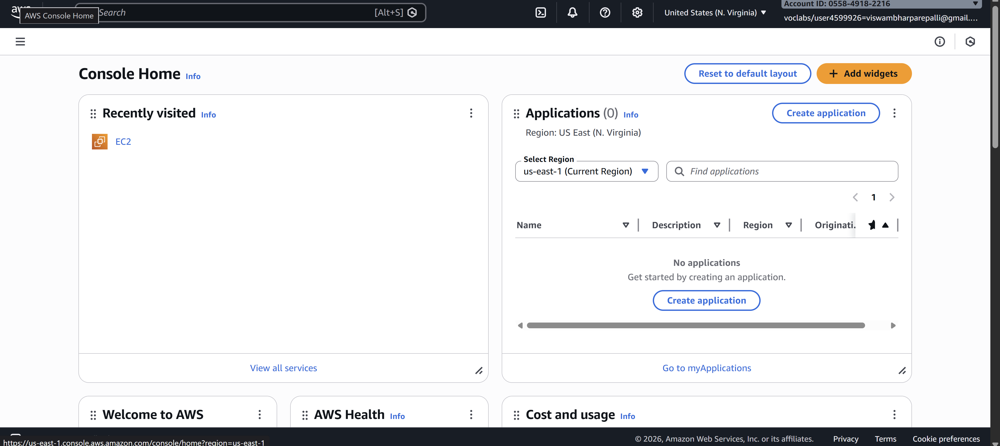 aws
AWS Console Home
Search
[Alt+S]
United States (N. Virginia)
Account ID: 0558-4918-2216
voclabs/user4599926=viswambharparepalli@gmail....
Console Home Info
Reset to default layout
Add widgets
Recently visited Info
EC2
View all services
Applications (0) Info
Create application
Region: US East (N. Virginia)
Select Region
us-east-1 (Current Region)
Find applications
1
Name
Description
Region
Originati.
No applications
Get started by creating an application.
Create application
Go to myApplications
Welcome to AWS
AWS Health Info
Cost and usage Info
https://us-east-1.console.aws.amazon.com/console/home?region=us-east-1
© 2026, Amazon Web Services, Inc. or its affiliates.
Privacy
Terms
Cookie preferences